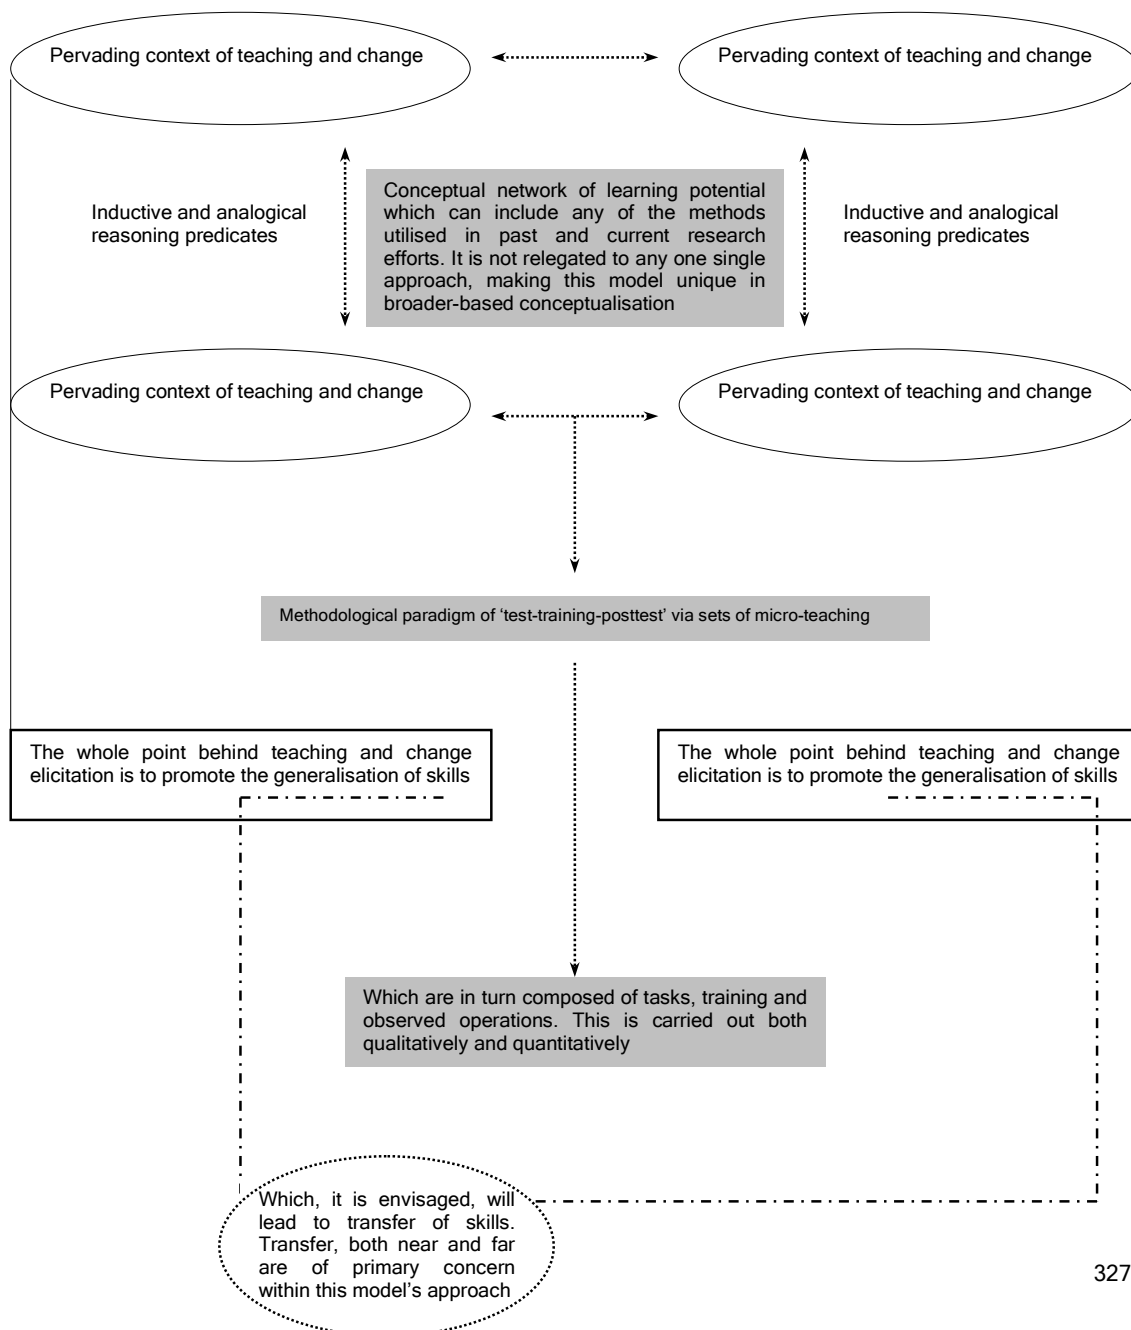 Pervading context of teaching and change
Pervading context of teaching and change
Inductive and analogical
reasoning predicates
Conceptual network of learning potential
which can include any of the methods
utilised in past and current research
efforts. It is not relegated to any one single
approach, making this model unique in
broader-based conceptualisation
Inductive and analogical
reasoning predicates
Pervading context of teaching and change
Pervading context of teaching and change
Methodological paradigm of ‘test-training-posttest’ via sets of micro-teaching
The whole point behind teaching and change
elicitation is to promote the generalisation of skills
The whole point behind teaching and change
elicitation is to promote the generalisation of skills
Which are in turn composed of tasks, training and
observed operations. This is carried out both
qualitatively and quantitatively
Which, it is envisaged, will
lead to transfer of skills.
Transfer, both near and far
are of primary concern
within this model’s approach
327